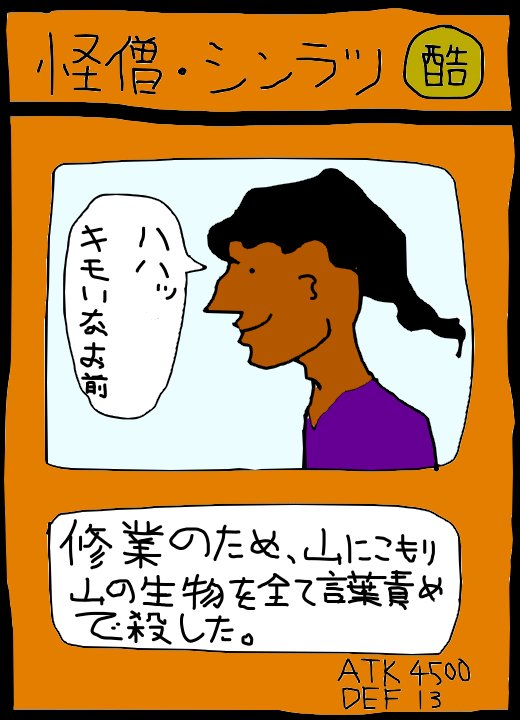 怪僧・シンラツ 酷
ハハッ
キモいなお前
修業のため、山にこもり
山の生物を全て言葉責め
で殺した。
ATK 4500
DEF 13